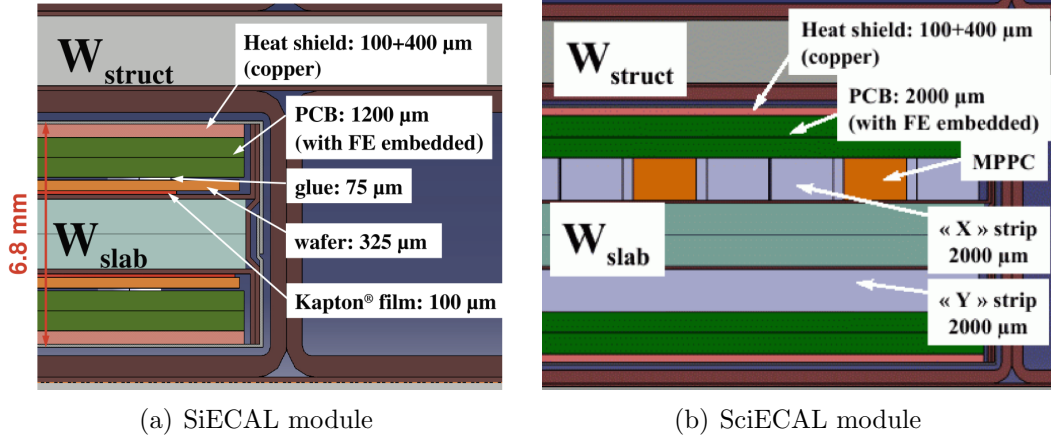 W struct
Heat shield: 100+400 µm
(copper)
PCB: 1200 µm
(with FE embedded)
glue: 75 µm
wafer: 325 µm
W slab
Kapton® film: 100 µm
6.8 mm
(a) SiECAL module
W struct
Heat shield: 100+400 µm
(copper)
PCB: 2000 µm
(with FE embedded)
MPPC
W slab
« X » strip
2000 µm
« Y » strip
2000 µm
(b) SciECAL module